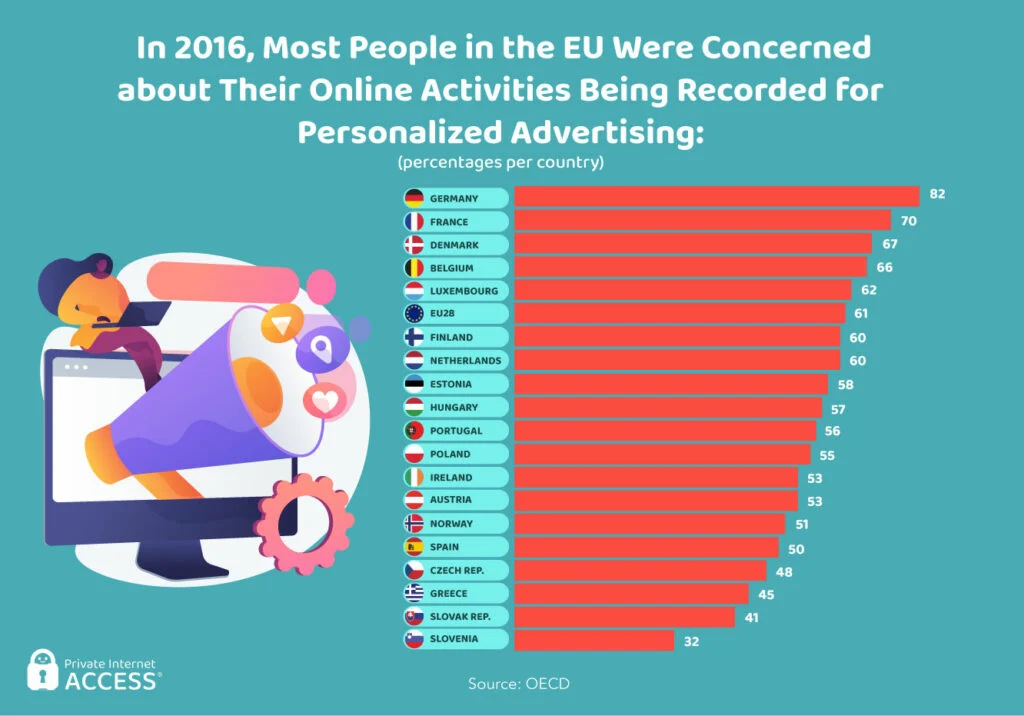 In 2016, Most People in the EU Were Concerned
about Their Online Activities Being Recorded for
Personalized Advertising:
(percentages per country)
GERMANY 82
FRANCE 70
DENMARK 67
BELGIUM 66
LUXEMBOURG 62
EU28 61
FINLAND 60
NETHERLANDS 60
ESTONIA 58
HUNGARY 57
PORTUGAL 56
POLAND 55
IRELAND 53
AUSTRIA 53
NORWAY 51
SPAIN 50
CZECH REP. 48
GREECE 45
SLOVAK REP. 41
SLOVENIA 32
Private Internet
ACCESS®
Source: OECD